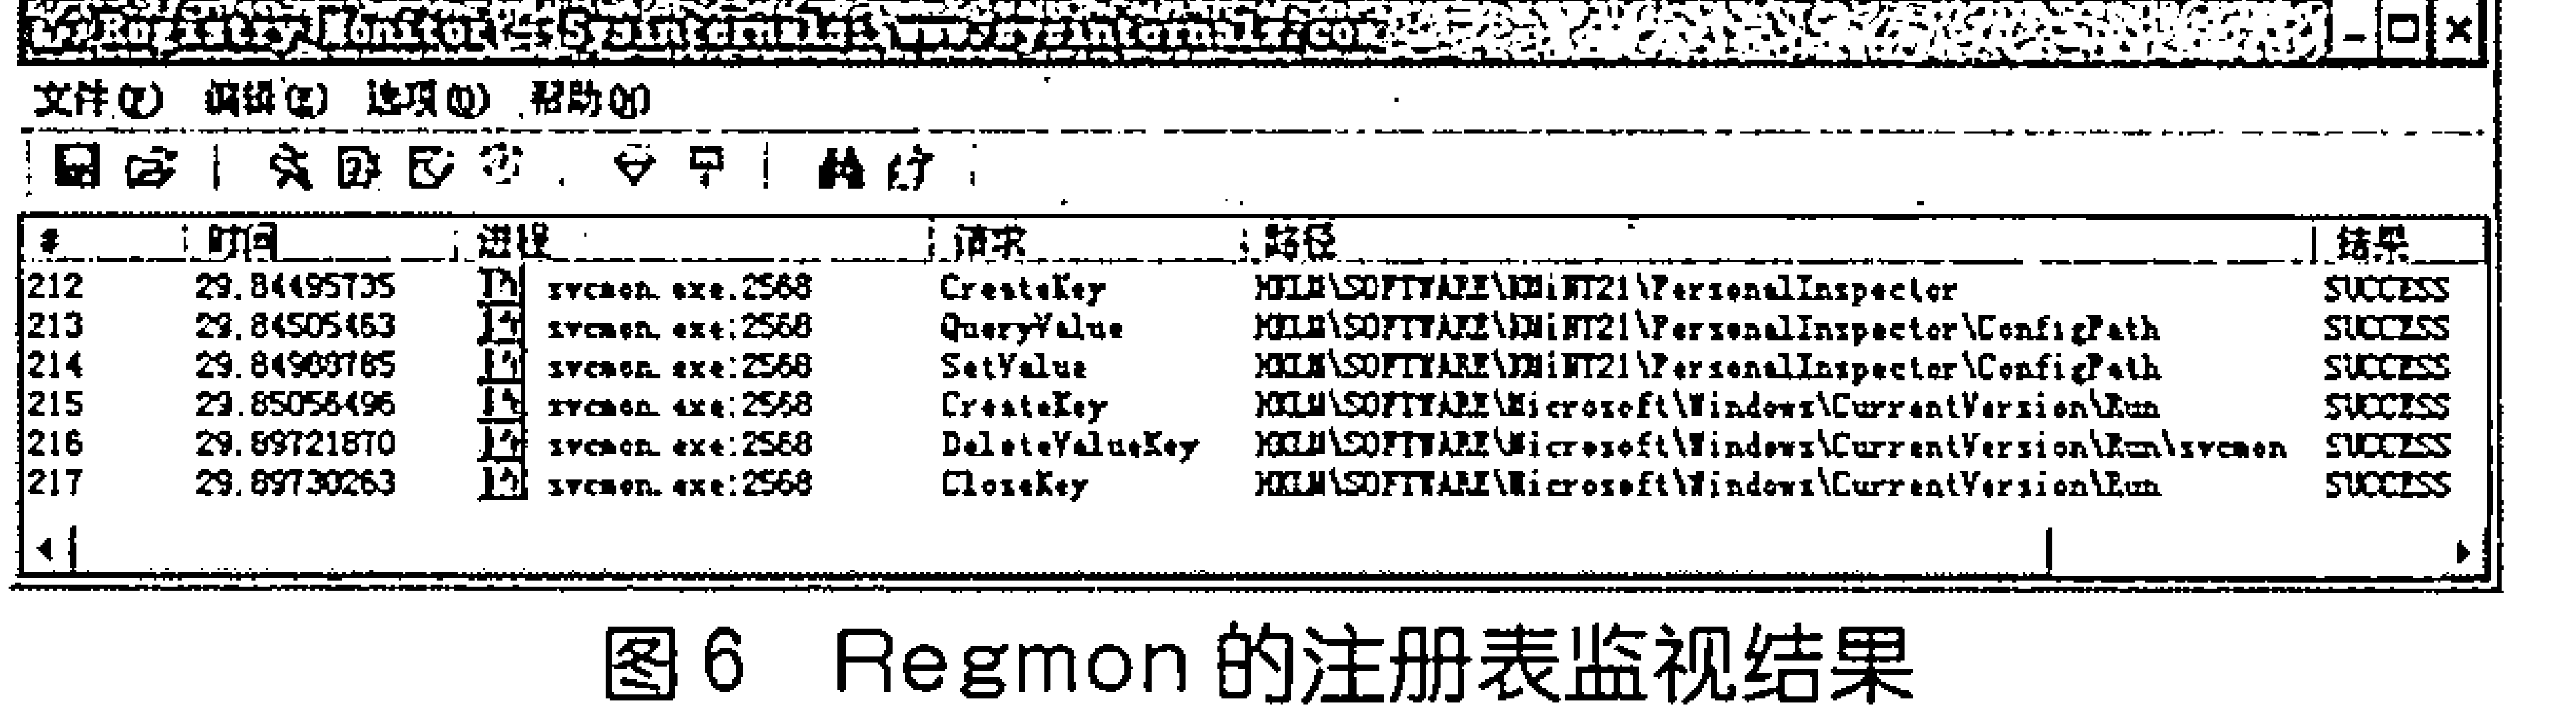 Registry Monitor - Sysinternals: www.sysinternals.com
文件(F) 编辑(E) 选项(O) 帮助(H)
# 时间 进程 请求 路径 结果
212 29.84495735 svcmon.exe:2568 CreateKey HKLM\SOFTWARE\KMiNT21\PersonalInspector SUCCESS
213 29.84505463 svcmon.exe:2568 QueryValue HKLM\SOFTWARE\KMiNT21\PersonalInspector\ConfigPath SUCCESS
214 29.84989785 svcmon.exe:2568 SetValue HKLM\SOFTWARE\KMiNT21\PersonalInspector\ConfigPath SUCCESS
215 29.85056496 svcmon.exe:2568 CreateKey HKLM\SOFTWARE\Microsoft\Windows\CurrentVersion\Run SUCCESS
216 29.89721870 svcmon.exe:2568 DeleteValueKey HKLM\SOFTWARE\Microsoft\Windows\CurrentVersion\Run\svcmon SUCCESS
217 29.89730263 svcmon.exe:2568 CloseKey HKLM\SOFTWARE\Microsoft\Windows\CurrentVersion\Run SUCCESS
图6 Regmon的注册表监视结果